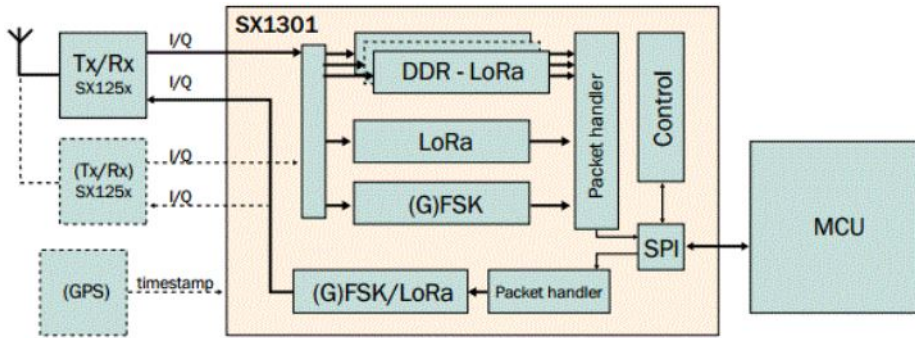 SX1301
I/Q
Tx/Rx
SX125x
I/Q
DDR - LoRa
Packet handler
Control
LoRa
(Tx/Rx)
SX125x
I/Q
I/Q
(G)FSK
MCU
SPI
(GPS)
timestamp
(G)FSK/LoRa
Packet handler